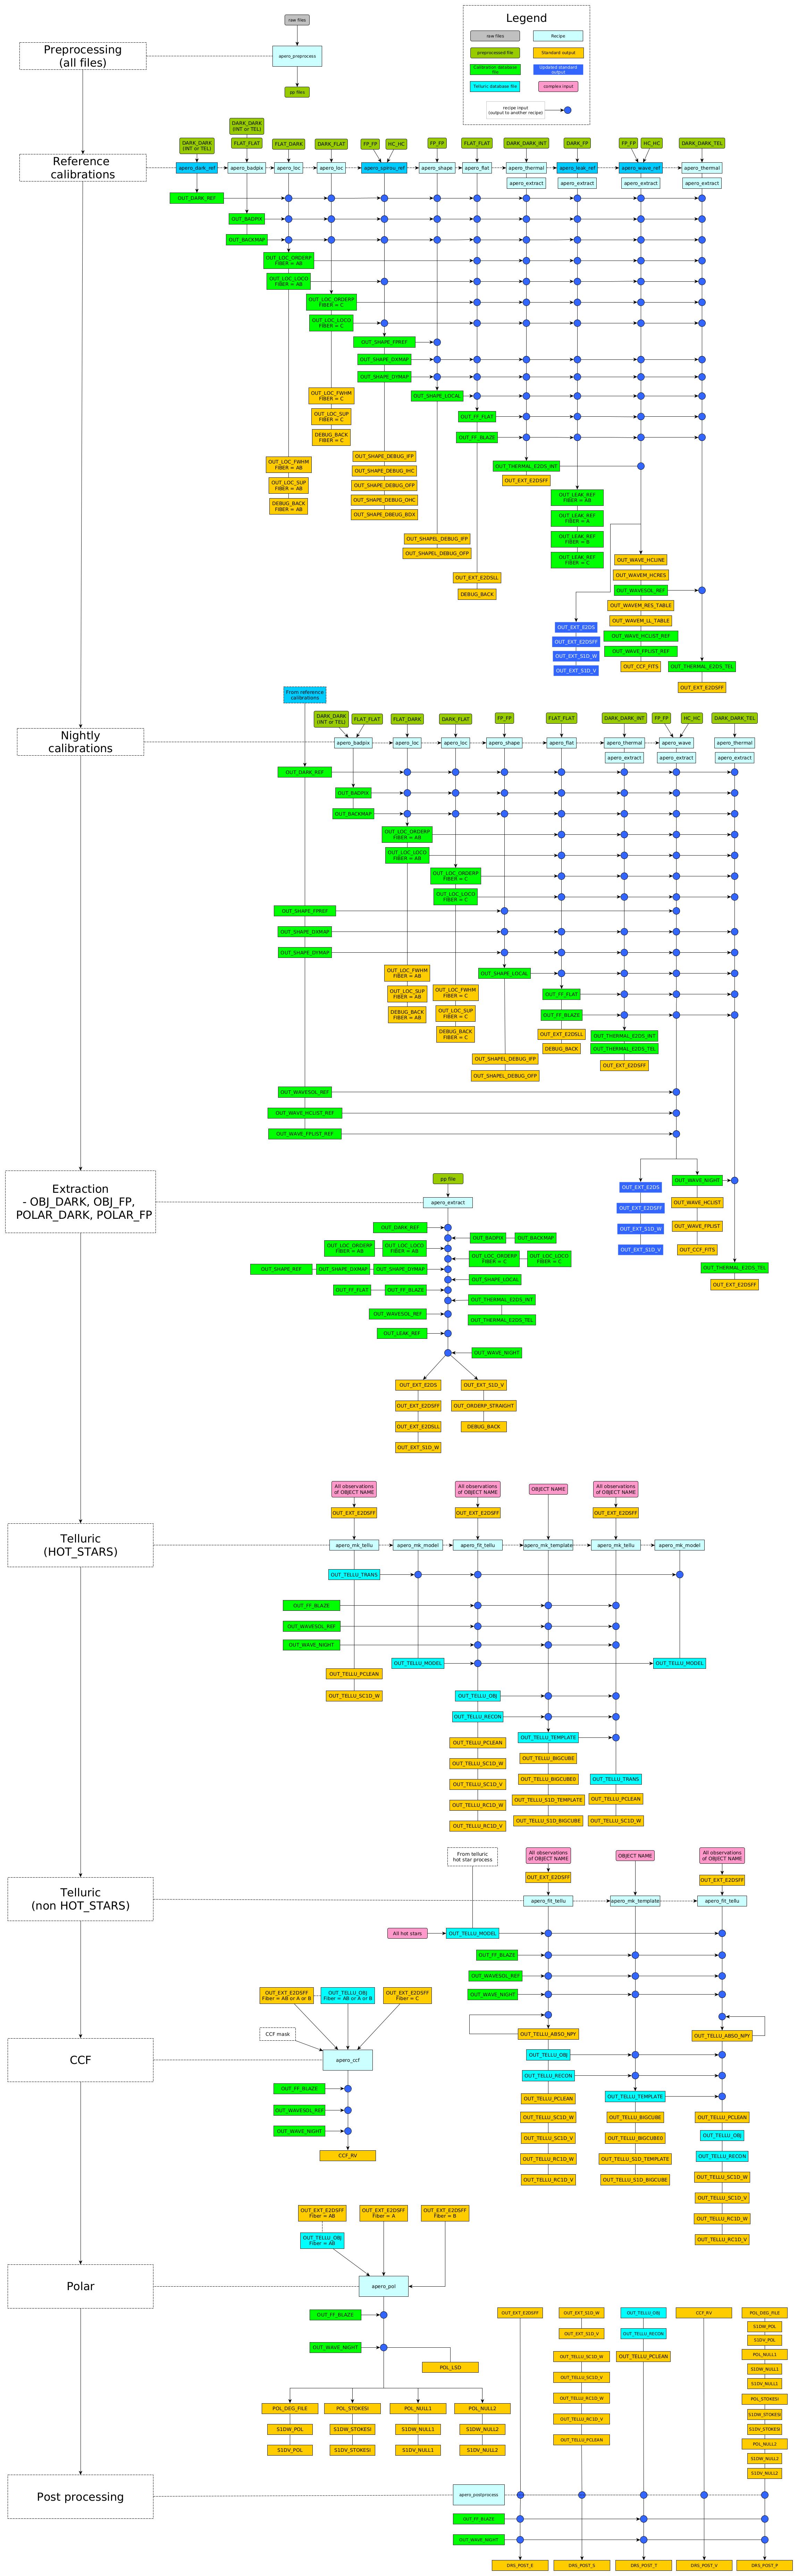 raw files
apero_preprocess
pp files
Preprocessing
(all files)
Legend
raw files
Recipe
preprocessed file
Standard output
Calibration database
file
Updated standard
output
Telluric database file
complex input
recipe input
(output to another recipe)
Reference
calibrations
DARK_DARK
(INT or TEL)
DARK_DARK
(INT or TEL)
FLAT_FLAT
FLAT_DARK
DARK_FLAT
FP_FP
HC_HC
FP_FP
FLAT_FLAT
DARK_DARK_INT
DARK_FP
FP_FP
HC_HC
DARK_DARK_TEL
apero_dark_ref
apero_badpix
apero_loc
apero_loc
apero_shape
apero_flat
apero_thermal
apero_leak_ref
apero_wave_ref
apero_thermal
apero_extract
apero_extract
apero_extract
apero_extract
OUT_DARK_REF
OUT_BADPIX
OUT_BACKMAP
OUT_LOC_ORDERP
FIBER = AB
OUT_LOC_LOCO
FIBER = AB
OUT_LOC_ORDERP
FIBER = C
OUT_LOC_LOCO
FIBER = C
OUT_SHAPE_FPREF
OUT_SHAPE_DXMAP
OUT_SHAPE_DYMAP
OUT_SHAPE_LOCAL
OUT_LOC_FWHM
FIBER = C
OUT_LOC_SUP
FIBER = C
DEBUG_BACK
FIBER = C
OUT_FF_FLAT
OUT_FF_BLAZE
OUT_LOC_FWHM
FIBER = AB
OUT_LOC_SUP
FIBER = AB
DEBUG_BACK
FIBER = AB
OUT_SHAPE_DEBUG_IFP
OUT_SHAPE_DEBUG_IHC
OUT_SHAPE_DEBUG_OFP
OUT_SHAPE_DEBUG_OHC
OUT_SHAPE_DBEUG_BDX
OUT_THERMAL_E2DS_INT
OUT_EXT_E2DSFF
OUT_LEAK_REF
FIBER = AB
OUT_LEAK_REF
FIBER = A
OUT_LEAK_REF
FIBER = B
OUT_LEAK_REF
FIBER = C
OUT_SHAPEL_DEBUG_IFP
OUT_SHAPEL_DEBUG_OFP
OUT_EXT_E2DSLL
DEBUG_BACK
OUT_WAVE_HCLINE
OUT_WAVEM_HCRES
OUT_WAVESOL_REF
OUT_WAVEM_RES_TABLE
OUT_WAVEM_LL_TABLE
OUT_WAVE_HCLIST_REF
OUT_WAVE_FPLIST_REF
OUT_CCF_FITS
OUT_EXT_E2DS
OUT_EXT_E2DSFF
OUT_EXT_S1D_W
OUT_EXT_S1D_V
OUT_THERMAL_E2DS_TEL
OUT_EXT_E2DSFF
From reference
calibrations
Nightly
calibrations
DARK_DARK
(INT or TEL)
FLAT_FLAT
FLAT_DARK
DARK_FLAT
FP_FP
FLAT_FLAT
DARK_DARK_INT
FP_FP
HC_HC
DARK_DARK_TEL
apero_badpix
apero_loc
apero_loc
apero_shape
apero_flat
apero_thermal
apero_wave
apero_thermal
apero_extract
apero_extract
apero_extract
OUT_DARK_REF
OUT_BADPIX
OUT_BACKMAP
OUT_LOC_ORDERP
FIBER = AB
OUT_LOC_LOCO
FIBER = AB
OUT_LOC_ORDERP
FIBER = C
OUT_LOC_LOCO
FIBER = C
OUT_SHAPE_FPREF
OUT_SHAPE_DXMAP
OUT_SHAPE_DYMAP
OUT_LOC_FWHM
FIBER = AB
OUT_LOC_SUP
FIBER = AB
DEBUG_BACK
FIBER = AB
OUT_LOC_FWHM
FIBER = C
OUT_LOC_SUP
FIBER = C
DEBUG_BACK
FIBER = C
OUT_SHAPE_LOCAL
OUT_FF_FLAT
OUT_FF_BLAZE
OUT_EXT_E2DSLL
DEBUG_BACK
OUT_THERMAL_E2DS_INT
OUT_THERMAL_E2DS_TEL
OUT_EXT_E2DSFF
OUT_SHAPEL_DEBUG_IFP
OUT_SHAPEL_DEBUG_OFP
OUT_WAVESOL_REF
OUT_WAVE_HCLIST_REF
OUT_WAVE_FPLIST_REF
OUT_EXT_E2DS
OUT_EXT_E2DSFF
OUT_EXT_S1D_W
OUT_EXT_S1D_V
OUT_WAVE_NIGHT
OUT_WAVE_HCLIST
OUT_WAVE_FPLIST
OUT_CCF_FITS
OUT_THERMAL_E2DS_TEL
OUT_EXT_E2DSFF
Extraction
- OBJ_DARK, OBJ_FP,
POLAR_DARK, POLAR_FP
pp file
apero_extract
OUT_DARK_REF
OUT_BADPIX
OUT_BACKMAP
OUT_LOC_ORDERP
FIBER = AB
OUT_LOC_LOCO
FIBER = AB
OUT_LOC_ORDERP
FIBER = C
OUT_LOC_LOCO
FIBER = C
OUT_SHAPE_REF
OUT_SHAPE_DXMAP
OUT_SHAPE_DYMAP
OUT_SHAPE_LOCAL
OUT_FF_FLAT
OUT_FF_BLAZE
OUT_THERMAL_E2DS_INT
OUT_THERMAL_E2DS_TEL
OUT_WAVESOL_REF
OUT_LEAK_REF
OUT_WAVE_NIGHT
OUT_EXT_E2DS
OUT_EXT_E2DSFF
OUT_EXT_E2DSLL
OUT_EXT_S1D_W
OUT_EXT_S1D_V
OUT_ORDERP_STRAIGHT
DEBUG_BACK
Telluric
(HOT_STARS)
All observations
of OBJECT NAME
All observations
of OBJECT NAME
OBJECT NAME
All observations
of OBJECT NAME
OUT_EXT_E2DSFF
OUT_EXT_E2DSFF
OUT_EXT_E2DSFF
apero_mk_tellu
apero_mk_model
apero_fit_tellu
apero_mk_template
apero_mk_tellu
apero_mk_model
OUT_TELLU_TRANS
OUT_FF_BLAZE
OUT_WAVESOL_REF
OUT_WAVE_NIGHT
OUT_TELLU_MODEL
OUT_TELLU_MODEL
OUT_TELLU_PCLEAN
OUT_TELLU_SC1D_W
OUT_TELLU_OBJ
OUT_TELLU_RECON
OUT_TELLU_PCLEAN
OUT_TELLU_SC1D_W
OUT_TELLU_SC1D_V
OUT_TELLU_RC1D_W
OUT_TELLU_RC1D_V
OUT_TELLU_TEMPLATE
OUT_TELLU_BIGCUBE
OUT_TELLU_BIGCUBE0
OUT_TELLU_S1D_TEMPLATE
OUT_TELLU_S1D_BIGCUBE
OUT_TELLU_TRANS
OUT_TELLU_PCLEAN
OUT_TELLU_SC1D_W
Telluric
(non HOT_STARS)
From telluric
hot star process
All observations
of OBJECT NAME
OBJECT NAME
All observations
of OBJECT NAME
OUT_EXT_E2DSFF
OUT_EXT_E2DSFF
apero_fit_tellu
apero_mk_template
apero_fit_tellu
All hot stars
OUT_TELLU_MODEL
OUT_FF_BLAZE
OUT_WAVESOL_REF
OUT_WAVE_NIGHT
OUT_TELLU_ABSO_NPY
OUT_TELLU_ABSO_NPY
OUT_TELLU_OBJ
OUT_TELLU_RECON
OUT_TELLU_PCLEAN
OUT_TELLU_SC1D_W
OUT_TELLU_SC1D_V
OUT_TELLU_RC1D_W
OUT_TELLU_RC1D_V
OUT_TELLU_TEMPLATE
OUT_TELLU_BIGCUBE
OUT_TELLU_BIGCUBE0
OUT_TELLU_S1D_TEMPLATE
OUT_TELLU_S1D_BIGCUBE
OUT_TELLU_PCLEAN
OUT_TELLU_OBJ
OUT_TELLU_RECON
OUT_TELLU_SC1D_W
OUT_TELLU_SC1D_V
OUT_TELLU_RC1D_W
OUT_TELLU_RC1D_V
CCF
OUT_EXT_E2DSFF
Fiber = AB or A or B
OUT_TELLU_OBJ
Fiber = AB or A or B
OUT_EXT_E2DSFF
Fiber = C
CCF mask
apero_ccf
OUT_FF_BLAZE
OUT_WAVESOL_REF
OUT_WAVE_NIGHT
CCF_RV
Polar
OUT_EXT_E2DSFF
Fiber = AB
OUT_EXT_E2DSFF
Fiber = A
OUT_EXT_E2DSFF
Fiber = B
OUT_TELLU_OBJ
Fiber = AB
apero_pol
OUT_FF_BLAZE
OUT_WAVE_NIGHT
POL_LSD
POL_DEG_FILE
POL_STOKESI
POL_NULL1
POL_NULL2
S1DW_POL
S1DW_STOKESI
S1DW_NULL1
S1DW_NULL2
S1DV_POL
S1DV_STOKESI
S1DV_NULL1
S1DV_NULL2
Post processing
OUT_EXT_E2DSFF
OUT_EXT_S1D_W
OUT_EXT_S1D_V
OUT_TELLU_SC1D_W
OUT_TELLU_SC1D_V
OUT_TELLU_RC1D_W
OUT_TELLU_RC1D_V
OUT_TELLU_PCLEAN
OUT_TELLU_OBJ
OUT_TELLU_RECON
OUT_TELLU_PCLEAN
CCF_RV
POL_DEG_FILE
S1DW_POL
S1DV_POL
POL_NULL1
S1DW_NULL1
S1DV_NULL1
POL_STOKESI
S1DW_STOKESI
S1DV_STOKESI
POL_NULL2
S1DW_NULL2
S1DV_NULL2
apero_postprocess
OUT_FF_BLAZE
OUT_WAVE_NIGHT
DRS_POST_E
DRS_POST_S
DRS_POST_T
DRS_POST_V
DRS_POST_P